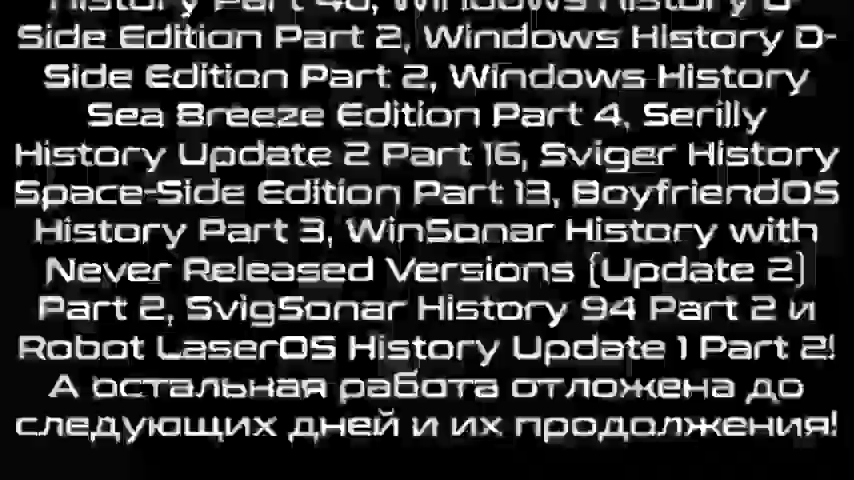 Side Edition Part 2, Windows History D-
Side Edition Part 2, Windows History
Sea Breeze Edition Part 4, Serilly
History Update 2 Part 16, Sviger History
Space-Side Edition Part 13, BoyfriendOS
History Part 3, WinSonar History with
Never Released Versions (Update 2)
Part 2, SvigSonar History 94 Part 2 и
Robot LaserOS History Update 1 Part 2!
А остальная работа отложена до
следующих дней и их продолжения!